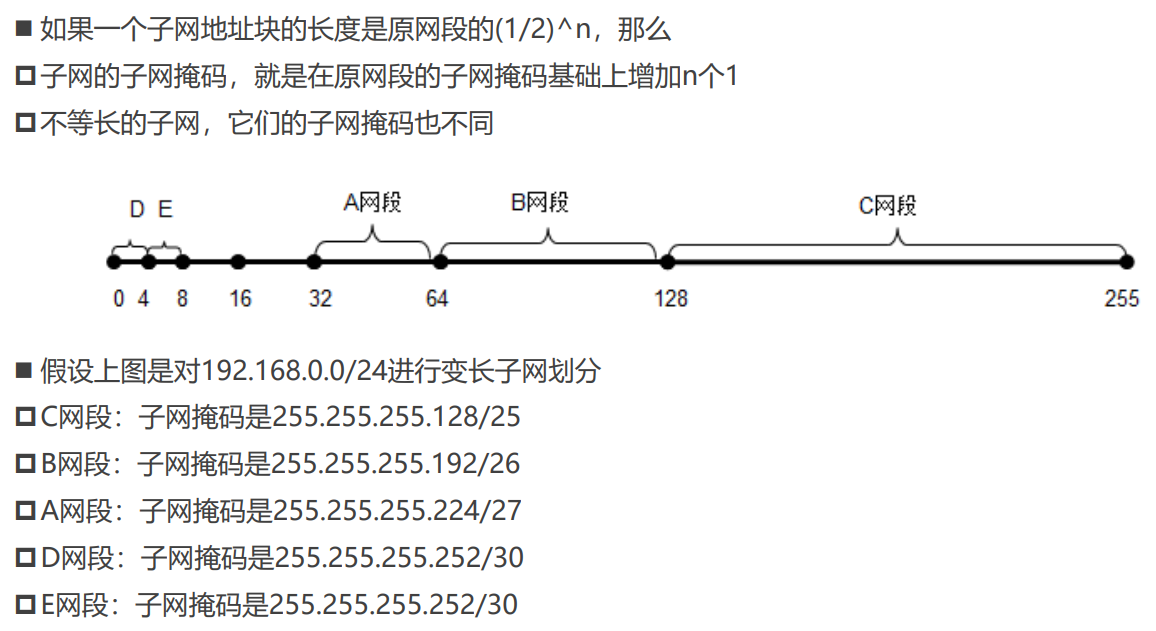 ■ 如果一个子网地址块的长度是原网段的(1/2)^n，那么
◘ 子网的子网掩码，就是在原网段的子网掩码基础上增加n个1
◘ 不等长的子网，它们的子网掩码也不同
D E A网段 B网段 C网段
0 4 8 16 32 64 128 255
■ 假设上图是对192.168.0.0/24进行变长子网划分
◘ C网段：子网掩码是255.255.255.128/25
◘ B网段：子网掩码是255.255.255.192/26
◘ A网段：子网掩码是255.255.255.224/27
◘ D网段：子网掩码是255.255.255.252/30
◘ E网段：子网掩码是255.255.255.252/30